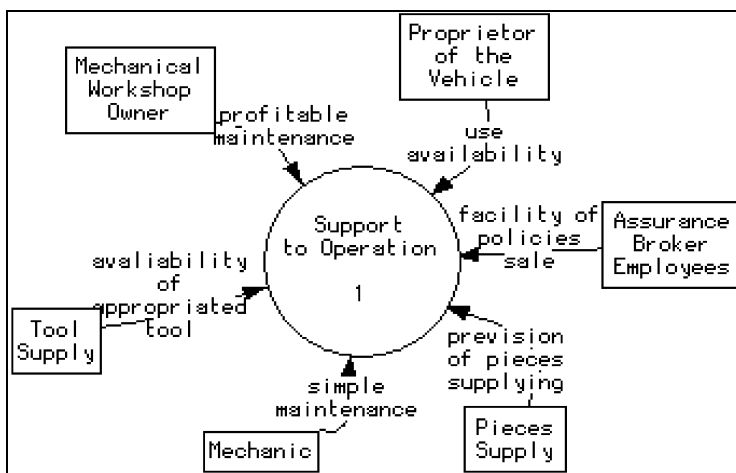 Mechanical
Workshop
Owner
profitable
maintenance
Proprietor
of the
Vehicle
use
availability
facility of
policies
sale
Assurance
Broker
Employees
Support
to Operation
1
avaliability
of
appropriated
tool
Tool
Supply
simple
maintenance
Mechanic
prevision
of pieces
supplying
Pieces
Supply